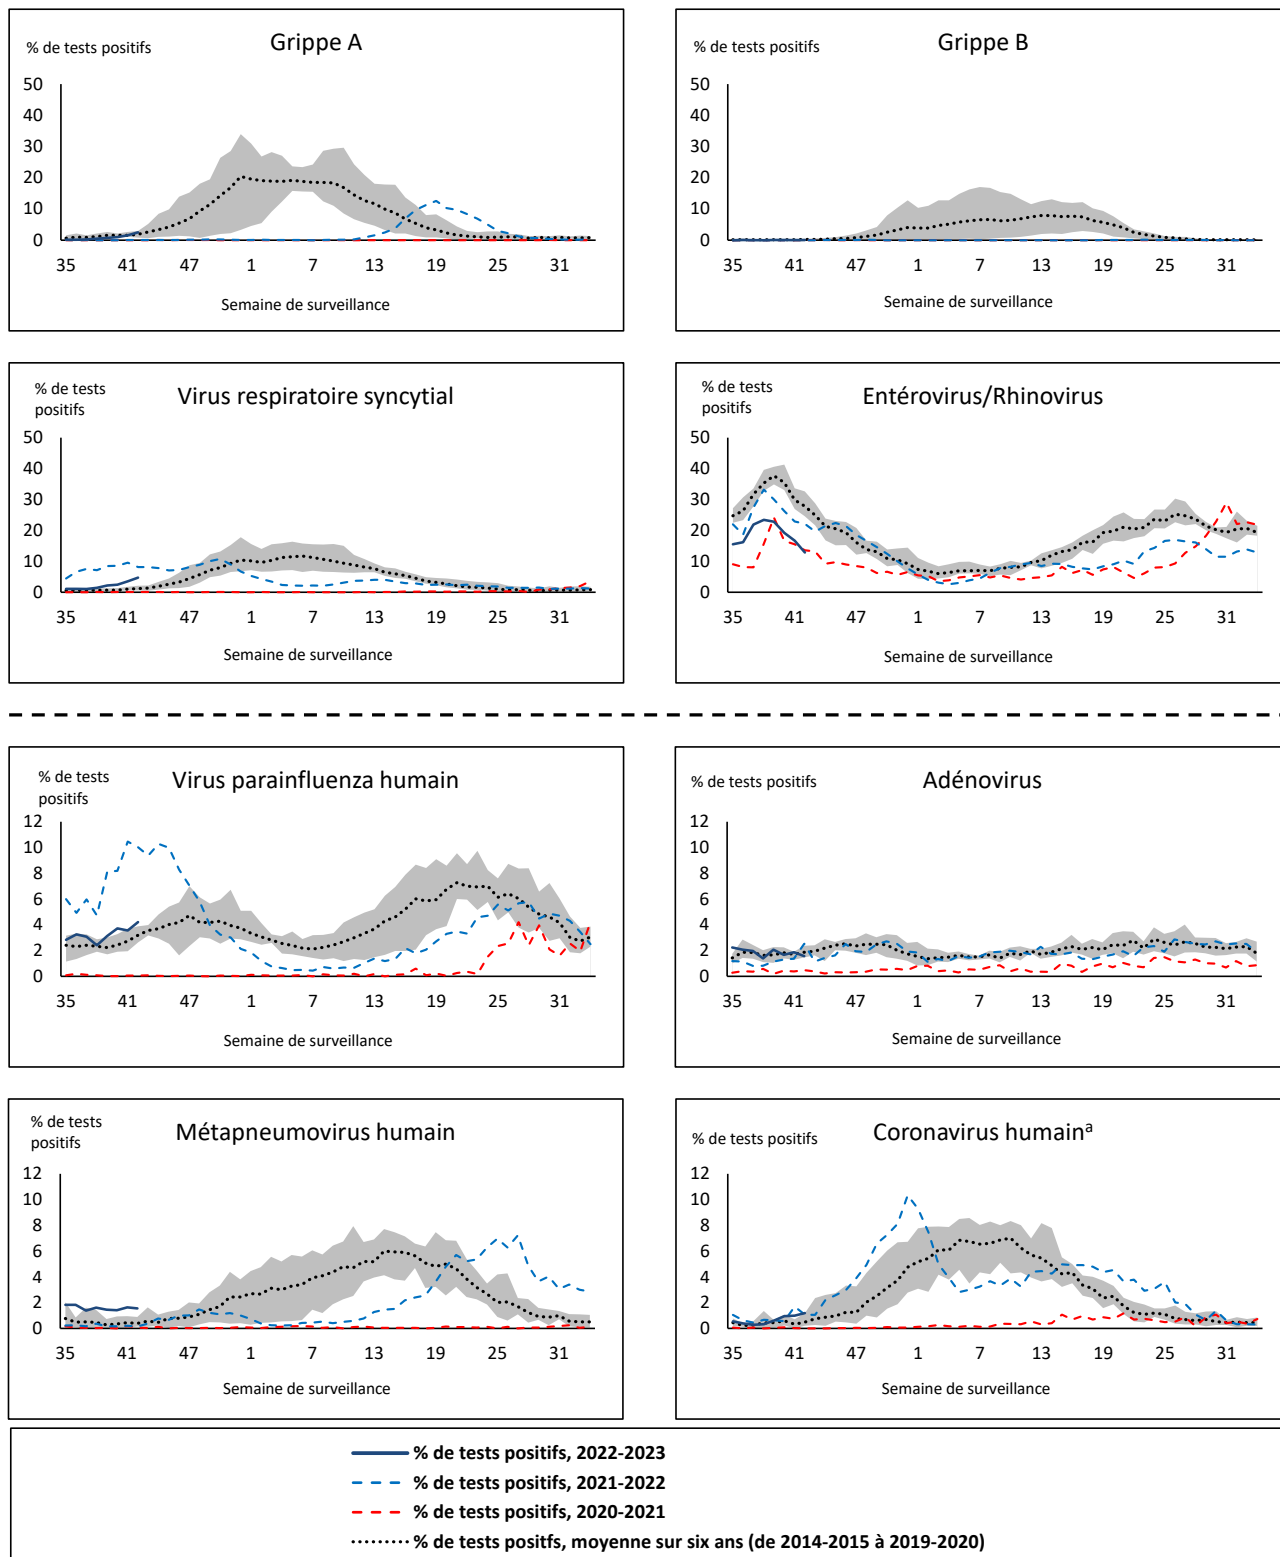 Grippe A
% de tests positifs
50
40
30
20
10
0
35 41 47 1 7 13 19 25 31
Semaine de surveillance
Grippe B
% de tests positifs
50
40
30
20
10
0
35 41 47 1 7 13 19 25 31
Semaine de surveillance
Virus respiratoire syncytial
% de tests
positifs
50
40
30
20
10
0
35 41 47 1 7 13 19 25 31
Semaine de surveillance
Entérovirus/Rhinovirus
% de tests
positifs
50
40
30
20
10
0
35 41 47 1 7 13 19 25 31
Semaine de surveillance
Virus parainfluenza humain
% de tests
positifs
12
10
8
6
4
2
0
35 41 47 1 7 13 19 25 31
Semaine de surveillance
Adénovirus
% de tests positifs
12
10
8
6
4
2
0
35 41 47 1 7 13 19 25 31
Semaine de surveillance
Métapneumovirus humain
% de tests
positifs
12
10
8
6
4
2
0
35 41 47 1 7 13 19 25 31
Semaine de surveillance
Coronavirus humainᵃ
% de tests positifs
12
10
8
6
4
2
0
35 41 47 1 7 13 19 25 31
Semaine de surveillance
% de tests positifs, 2022-2023
% de tests positifs, 2021-2022
% de tests positifs, 2020-2021
% de tests positfs, moyenne sur six ans (de 2014-2015 à 2019-2020)